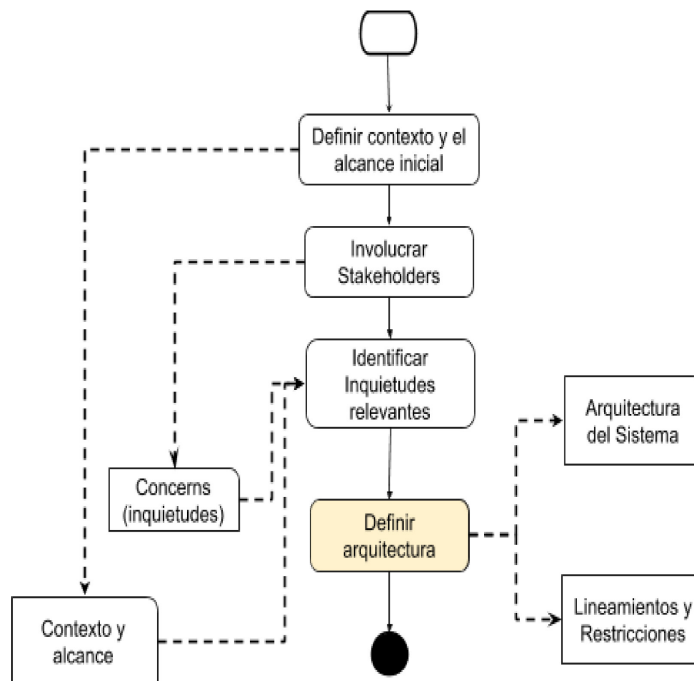 Definir contexto y el
alcance inicial
Involucrar
Stakeholders
Identificar
Inquietudes
relevantes
Arquitectura
del Sistema
Concerns
(inquietudes)
Definir
arquitectura
Contexto y
alcance
Lineamientos y
Restricciones